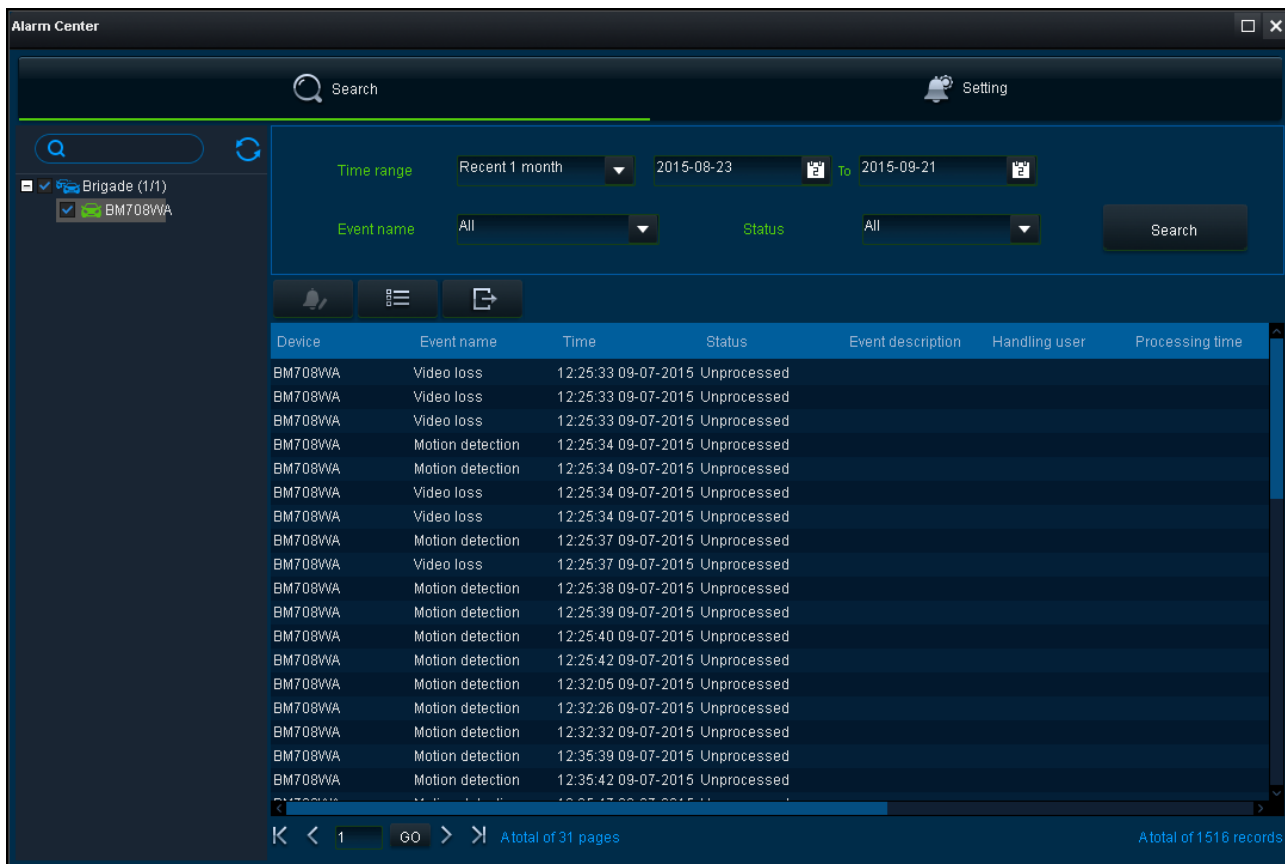 Alarm Center
Search Setting
Time range Recent 1 month 2015-08-23 To 2015-09-21
Brigade (1/1)
BM708WA
Event name All Status All Search
Device Event name Time Status Event description Handling user Processing time
BM708WA Video loss 12:25:33 09-07-2015 Unprocessed
BM708WA Video loss 12:25:33 09-07-2015 Unprocessed
BM708WA Video loss 12:25:33 09-07-2015 Unprocessed
BM708WA Motion detection 12:25:34 09-07-2015 Unprocessed
BM708WA Motion detection 12:25:34 09-07-2015 Unprocessed
BM708WA Video loss 12:25:34 09-07-2015 Unprocessed
BM708WA Video loss 12:25:34 09-07-2015 Unprocessed
BM708WA Motion detection 12:25:37 09-07-2015 Unprocessed
BM708WA Video loss 12:25:37 09-07-2015 Unprocessed
BM708WA Motion detection 12:25:38 09-07-2015 Unprocessed
BM708WA Motion detection 12:25:39 09-07-2015 Unprocessed
BM708WA Motion detection 12:25:40 09-07-2015 Unprocessed
BM708WA Motion detection 12:25:42 09-07-2015 Unprocessed
BM708WA Motion detection 12:32:05 09-07-2015 Unprocessed
BM708WA Motion detection 12:32:26 09-07-2015 Unprocessed
BM708WA Motion detection 12:32:32 09-07-2015 Unprocessed
BM708WA Motion detection 12:35:39 09-07-2015 Unprocessed
BM708WA Motion detection 12:35:42 09-07-2015 Unprocessed
1 GO A total of 31 pages A total of 1516 records